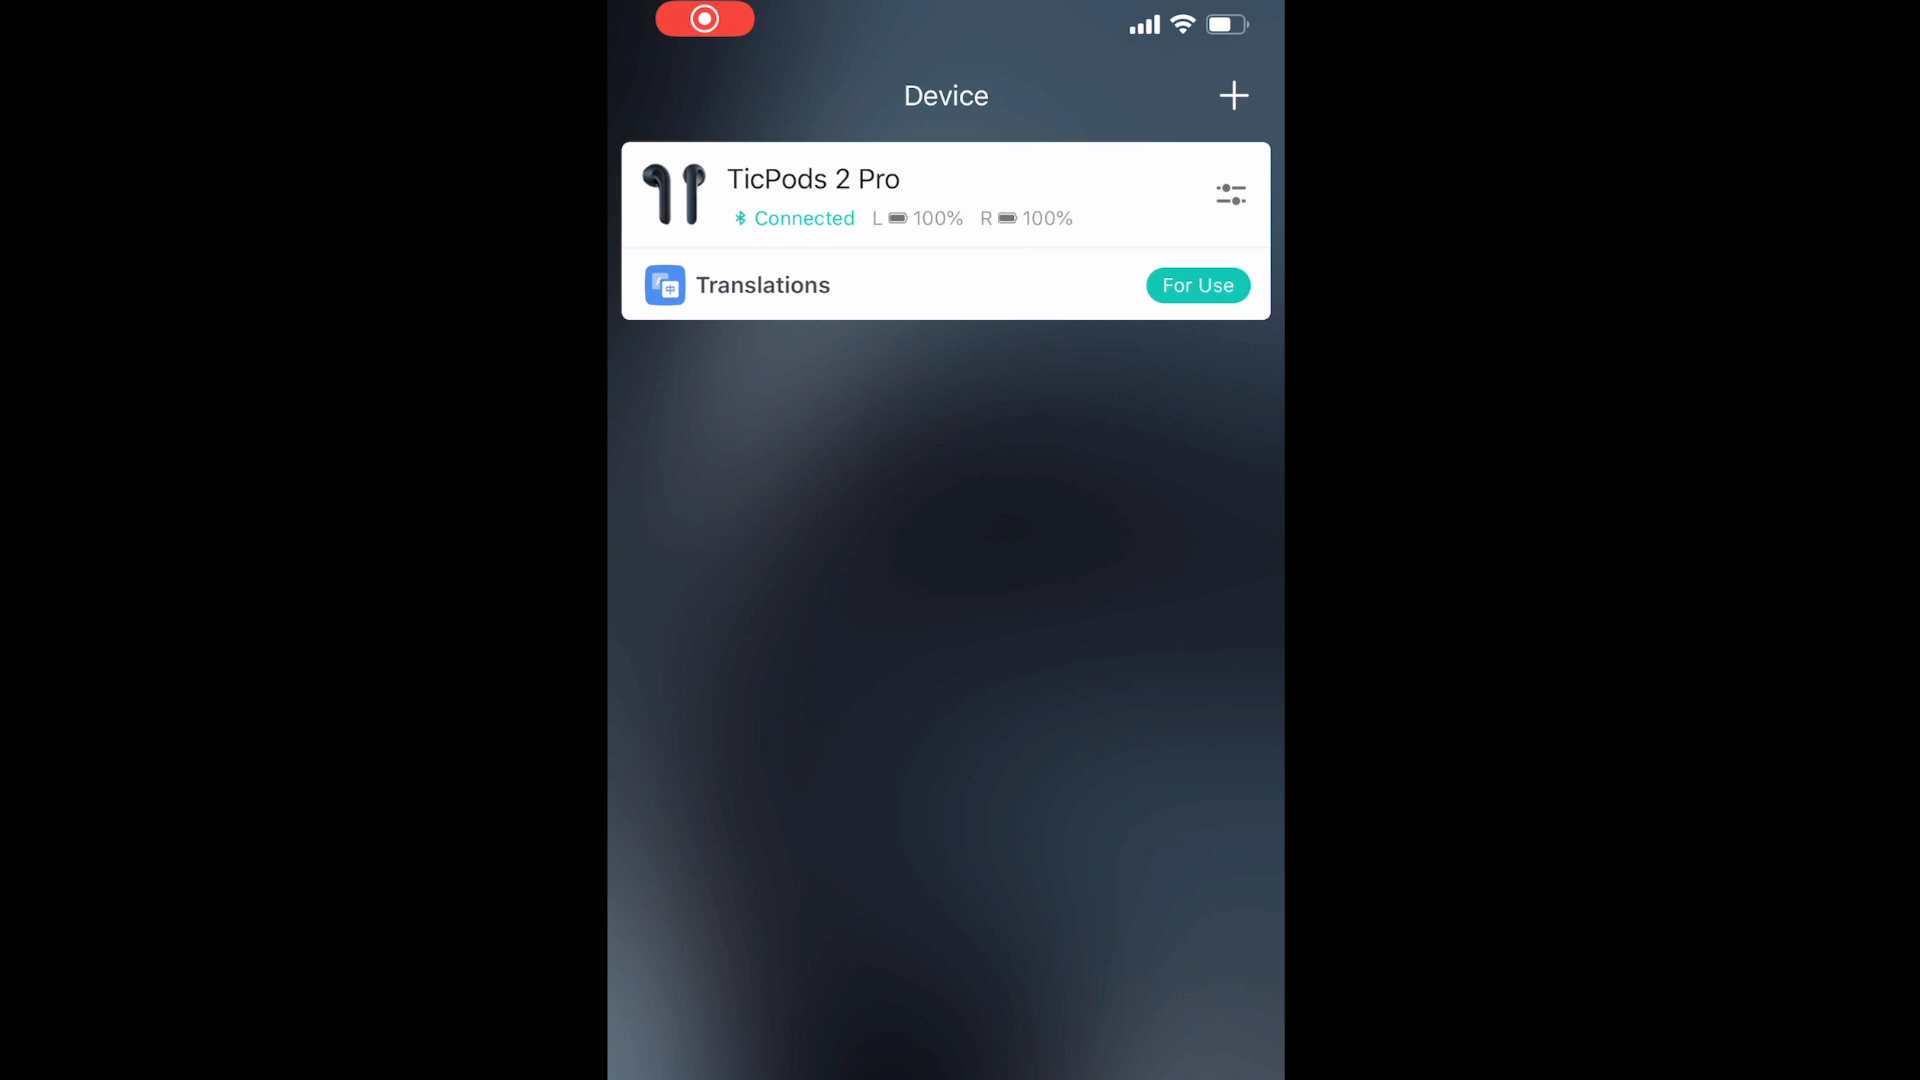 Device
TicPods 2 Pro
Connected L 100% R 100%
Translations
For Use